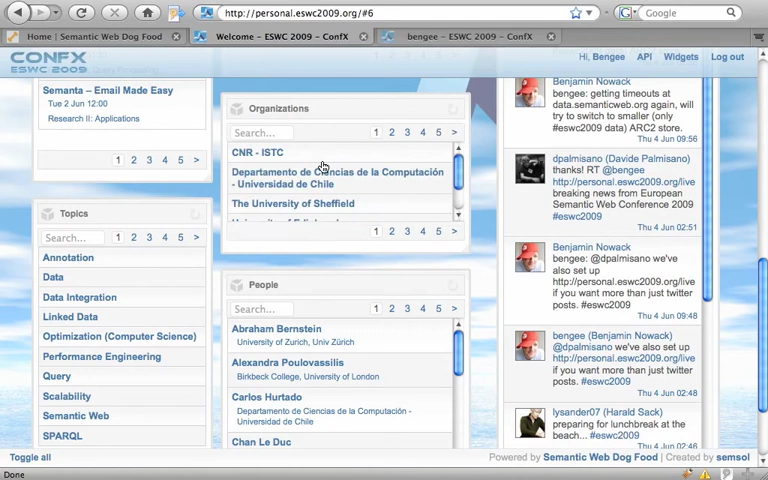 http://personal.eswc2009.org/#6
Google
Home | Semantic Web Dog Food
Welcome – ESWC 2009 – ConfX
bengee – ESWC 2009 – ConfX
CONFX
ESWC 2009
Hi, Bengee
API
Widgets
Log out
Semanta – Email Made Easy
Tue 2 Jun 12:00
Research II: Applications
1 2 3 4 5 >
Topics
Search...
1 2 3 4 5 >
Annotation
Data
Data Integration
Linked Data
Optimization (Computer Science)
Performance Engineering
Query
Scalability
Semantic Web
SPARQL
Organizations
Search...
1 2 3 4 5 >
CNR - ISTC
Departamento de Ciencias de la Computación
- Universidad de Chile
The University of Sheffield
1 2 3 4 5 >
People
Search...
1 2 3 4 5 >
Abraham Bernstein
University of Zurich, Univ Zürich
Alexandra Poulovassilis
Birkbeck College, University of London
Carlos Hurtado
Departamento de Ciencias de la Computación -
Universidad de Chile
Chan Le Duc
Benjamin Nowack
bengee: getting timeouts at
data.semanticweb.org again, will
try to switch to smaller (only
#eswc2009 data) ARC2 store.
Thu 4 Jun 09:56
dpalmisano (Davide Palmisano)
thanks! RT @bengee
http://personal.eswc2009.org/live
breaking news from European
Semantic Web Conference 2009
#eswc2009
Thu 4 Jun 02:51
Benjamin Nowack
bengee: @dpalmisano we've
also set up
http://personal.eswc2009.org/live
if you want more than just twitter
posts. #eswc2009
Thu 4 Jun 09:48
bengee (Benjamin Nowack)
@dpalmisano we've also set up
http://personal.eswc2009.org/live
if you want more than just twitter
posts. #eswc2009
Thu 4 Jun 02:48
lysander07 (Harald Sack)
preparing for lunchbreak at the
beach... #eswc2009
Thu 4 Jun 02:46
Toggle all
Powered by Semantic Web Dog Food | Created by semsol
Done